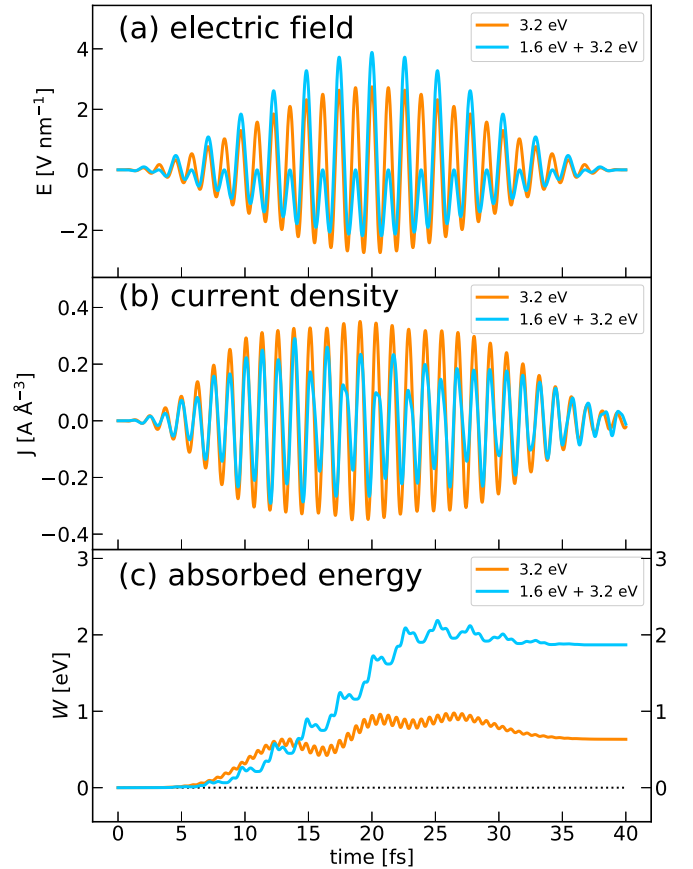 (a) electric field
3.2 eV
1.6 eV + 3.2 eV
E [V nm⁻¹]
4
2
0
−2
(b) current density
3.2 eV
1.6 eV + 3.2 eV
J [A Å⁻³]
0.4
0.2
0.0
−0.2
−0.4
(c) absorbed energy
3.2 eV
1.6 eV + 3.2 eV
W [eV]
3 3
2 2
1 1
0 0
0 5 10 15 20 25 30 35 40
time [fs]